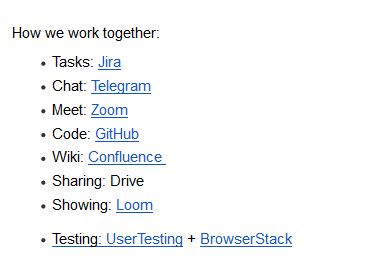 How we work together:
• Tasks: Jira
• Chat: Telegram
• Meet: Zoom
• Code: GitHub
• Wiki: Confluence
• Sharing: Drive
• Showing: Loom
• Testing: UserTesting + BrowserStack